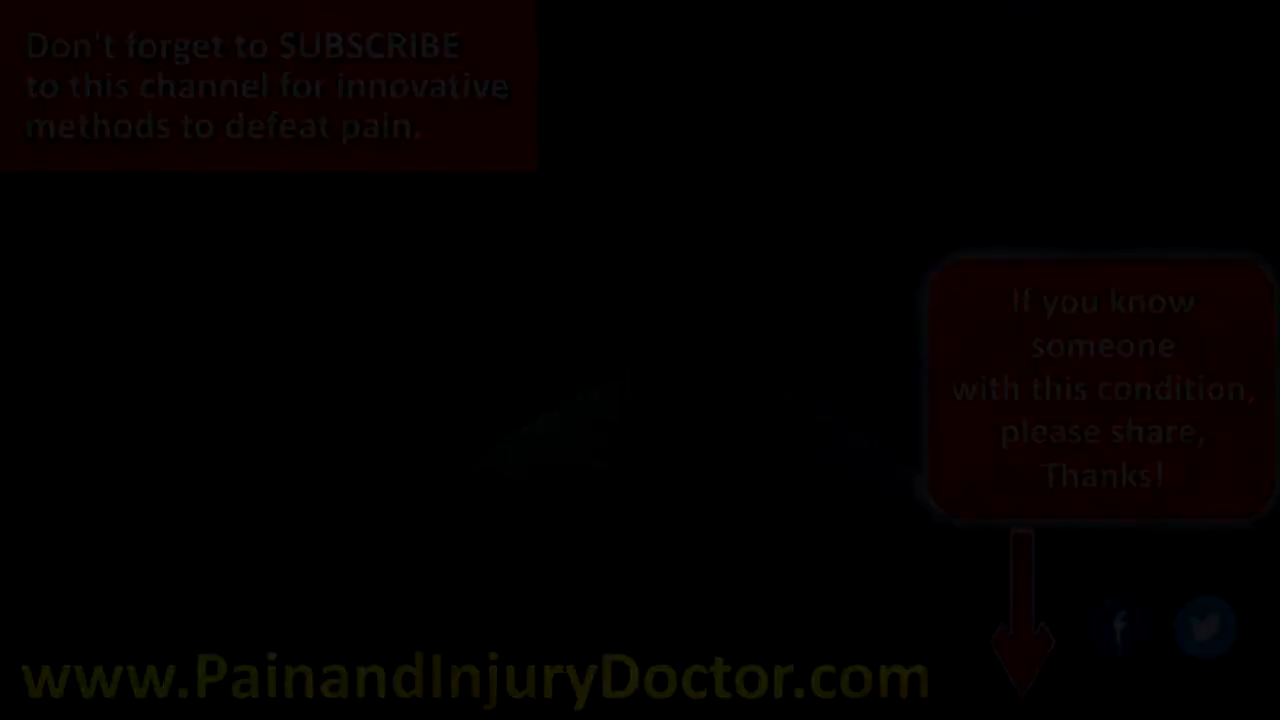 Don't forget to SUBSCRIBE
to this channel for innovative
methods to defeat pain.
If you know
someone
with this condition,
please share,
Thanks!
www.PainandInjuryDoctor.com